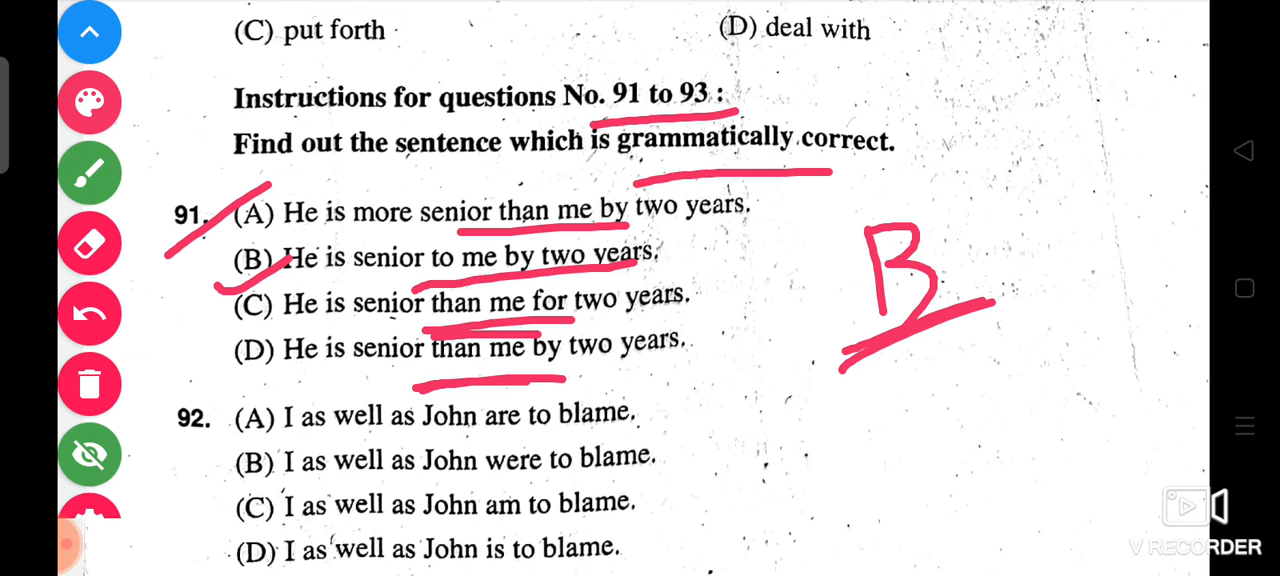 (C) put forth (D) deal with
Instructions for questions No. 91 to 93 :
Find out the sentence which is grammatically correct.
91. (A) He is more senior than me by two years.
(B) He is senior to me by two years.
(C) He is senior than me for two years.
(D) He is senior than me by two years.
B
92. (A) I as well as John are to blame.
(B) I as well as John were to blame.
(C) I as well as John am to blame.
(D) I as well as John is to blame.
V RECORDER